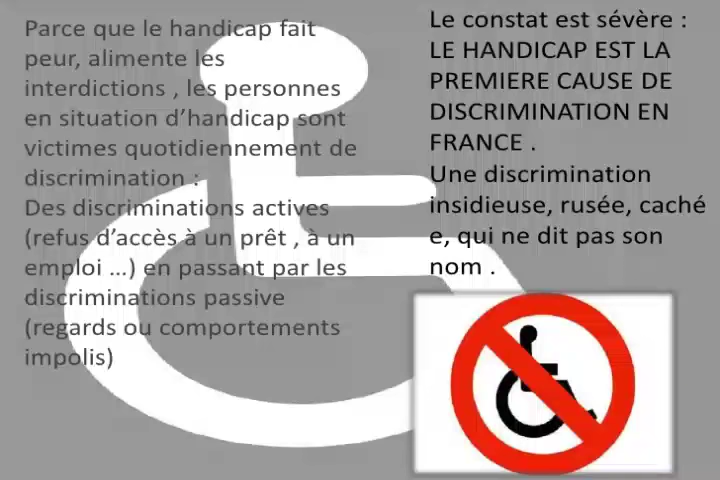 Parce que le handicap fait
peur, alimente les
interdictions , les personnes
en situation d’handicap sont
victimes quotidiennement de
discrimination :
Des discriminations actives
(refus d’accès à un prêt , à un
emploi …) en passant par les
discriminations passive
(regards ou comportements
impolis)
Le constat est sévère :
LE HANDICAP EST LA
PREMIERE CAUSE DE
DISCRIMINATION EN
FRANCE .
Une discrimination
insidieuse, rusée, caché
e, qui ne dit pas son
nom .